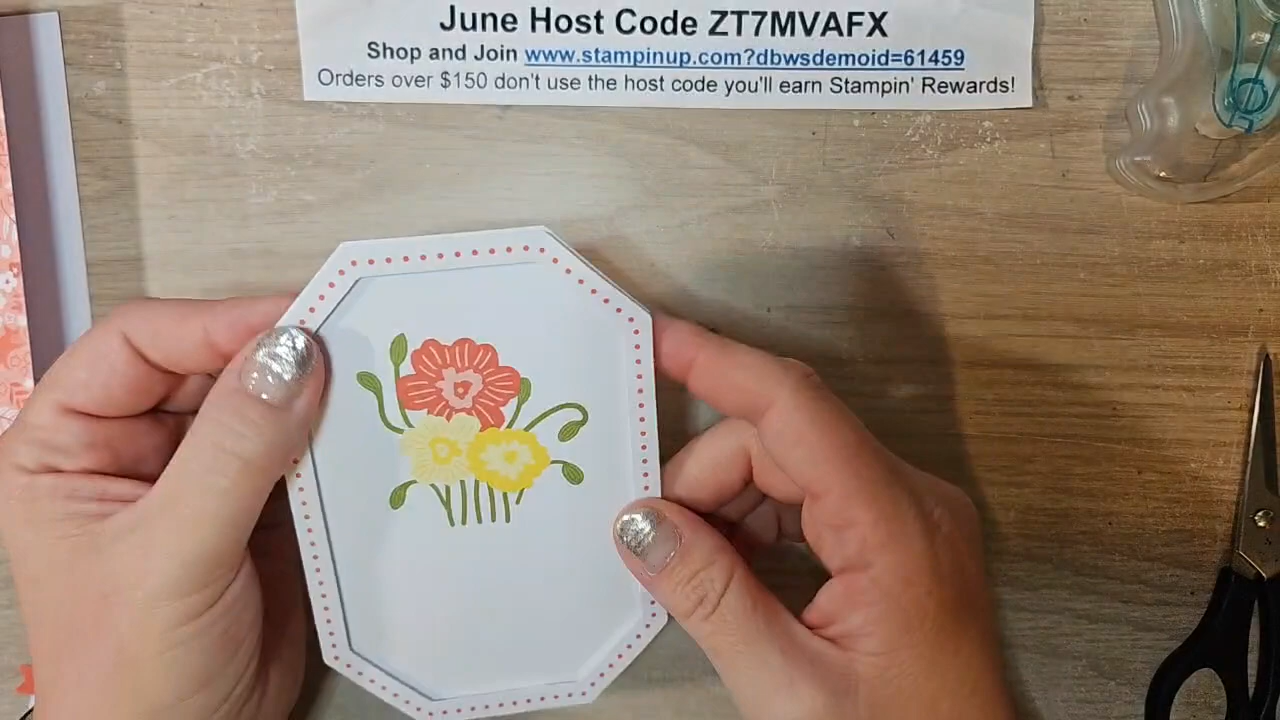 June Host Code ZT7MVAFX
Shop and Join www.stampinup.com?dbwsdemoid=61459
Orders over $150 don't use the host code you'll earn Stampin' Rewards!